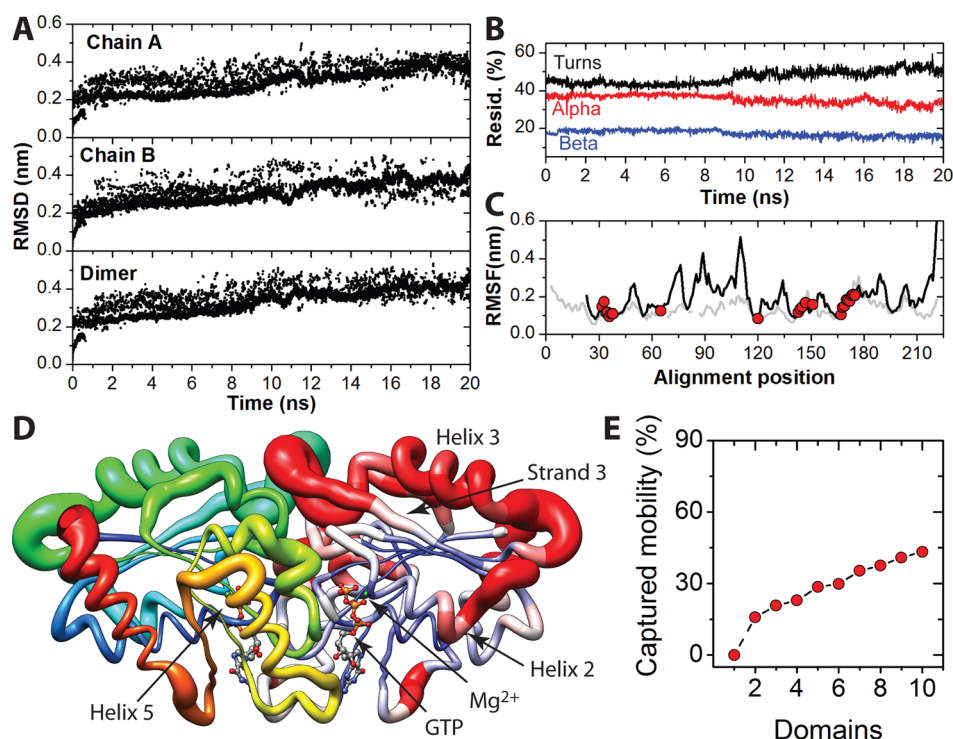 A
RMSD (nm)
0.6
0.4
0.2
0.0
Chain A
0.4
0.2
0.0
Chain B
0.4
0.2
0.0
Dimer
0 2 4 6 8 10 12 14 16 18 20
Time (ns)
B
Resid. (%)
60
40
20
Turns
Alpha
Beta
0 2 4 6 8 10 12 14 16 18 20
Time (ns)
C
RMSF(nm)
0.6
0.4
0.2
0.0
0 30 60 90 120 150 180 210
Alignment position
D
Helix 3
Strand 3
Helix 5
Helix 2
Mg2+
GTP
E
Captured mobility (%)
90
60
30
0
2 4 6 8 10
Domains